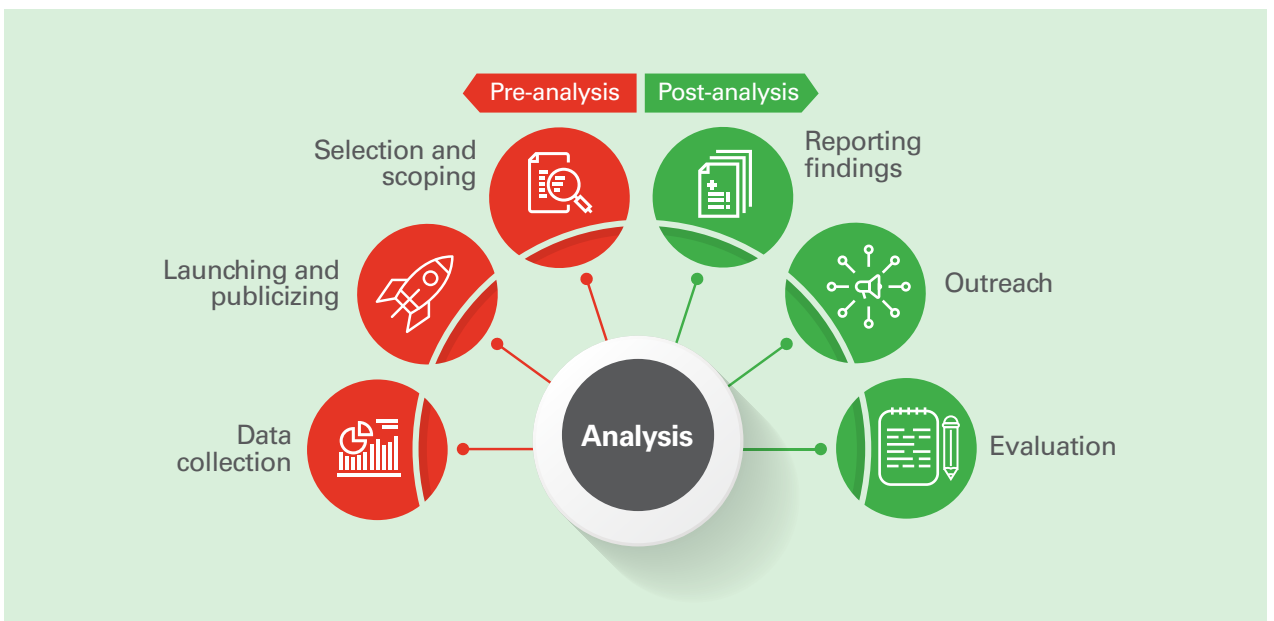 Pre-analysis
Post-analysis
Selection and
scoping
Reporting
findings
Launching and
publicizing
Outreach
Data
collection
Analysis
Evaluation